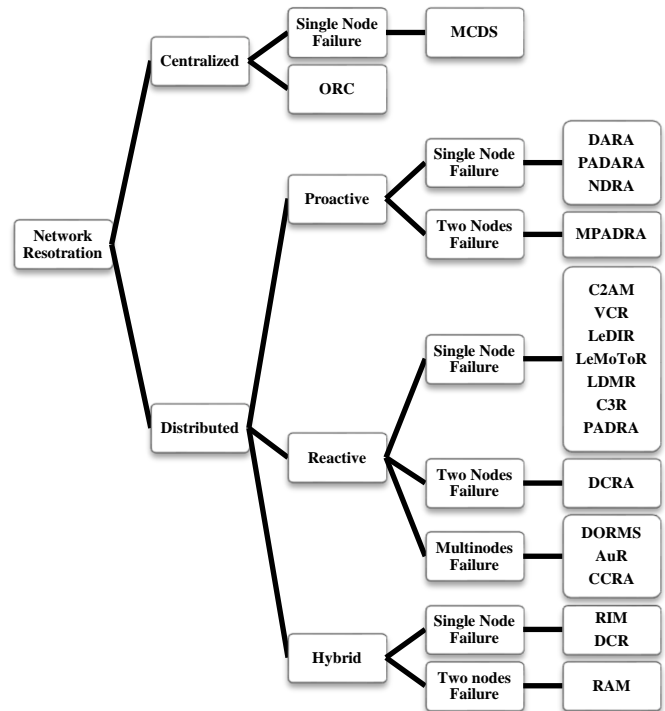 Network
Resotration
Centralized
Single Node
Failure
MCDS
ORC
Distributed
Proactive
Single Node
Failure
DARA
PADARA
NDRA
Two Nodes
Failure
MPADRA
Reactive
Single Node
Failure
C2AM
VCR
LeDIR
LeMoToR
LDMR
C3R
PADRA
Two Nodes
Failure
DCRA
Multinodes
Failure
DORMS
AuR
CCRA
Hybrid
Single Node
Failure
RIM
DCR
Two nodes
Failure
RAM